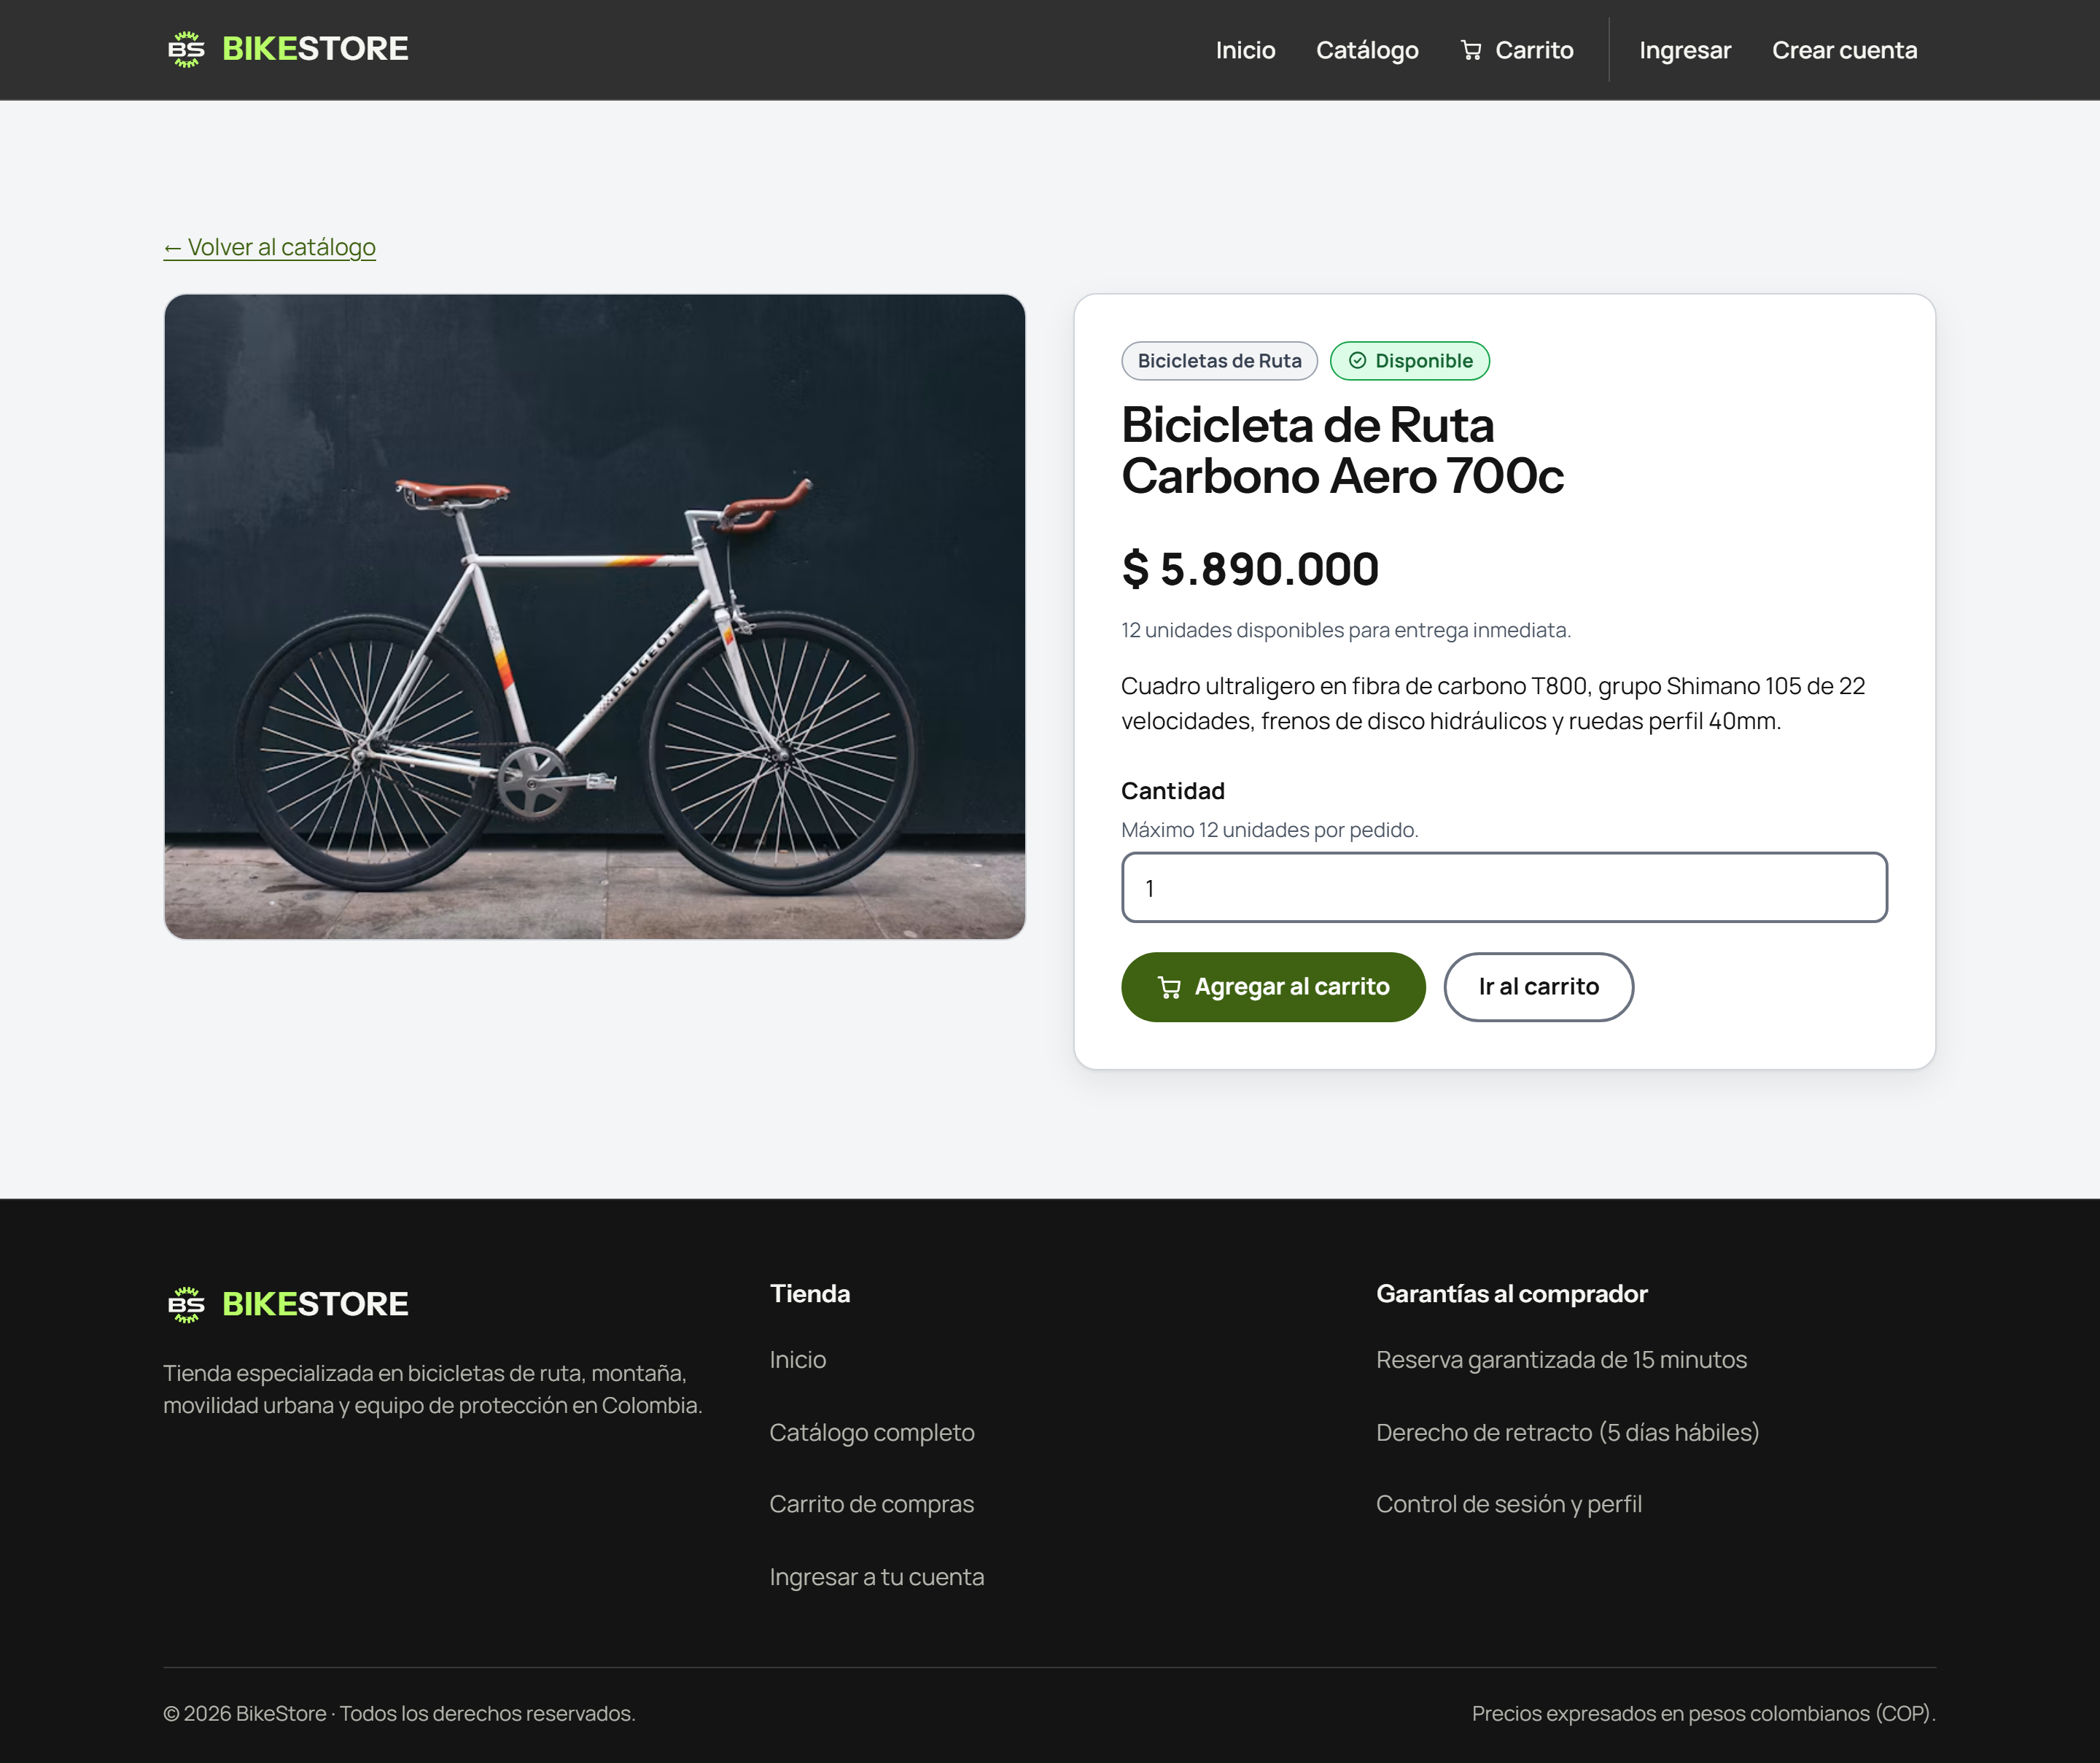 BS BIKESTORE
Inicio
Catálogo
Carrito
Ingresar
Crear cuenta
← Volver al catálogo
PEUGEOT
Bicicletas de Ruta
Disponible
Bicicleta de Ruta
Carbono Aero 700c
$ 5.890.000
12 unidades disponibles para entrega inmediata.
Cuadro ultraligero en fibra de carbono T800, grupo Shimano 105 de 22
velocidades, frenos de disco hidráulicos y ruedas perfil 40mm.
Cantidad
Máximo 12 unidades por pedido.
1
Agregar al carrito
Ir al carrito
BS BIKESTORE
Tienda especializada en bicicletas de ruta, montaña,
movilidad urbana y equipo de protección en Colombia.
Tienda
Inicio
Catálogo completo
Carrito de compras
Ingresar a tu cuenta
Garantías al comprador
Reserva garantizada de 15 minutos
Derecho de retracto (5 días hábiles)
Control de sesión y perfil
© 2026 BikeStore · Todos los derechos reservados.
Precios expresados en pesos colombianos (COP).